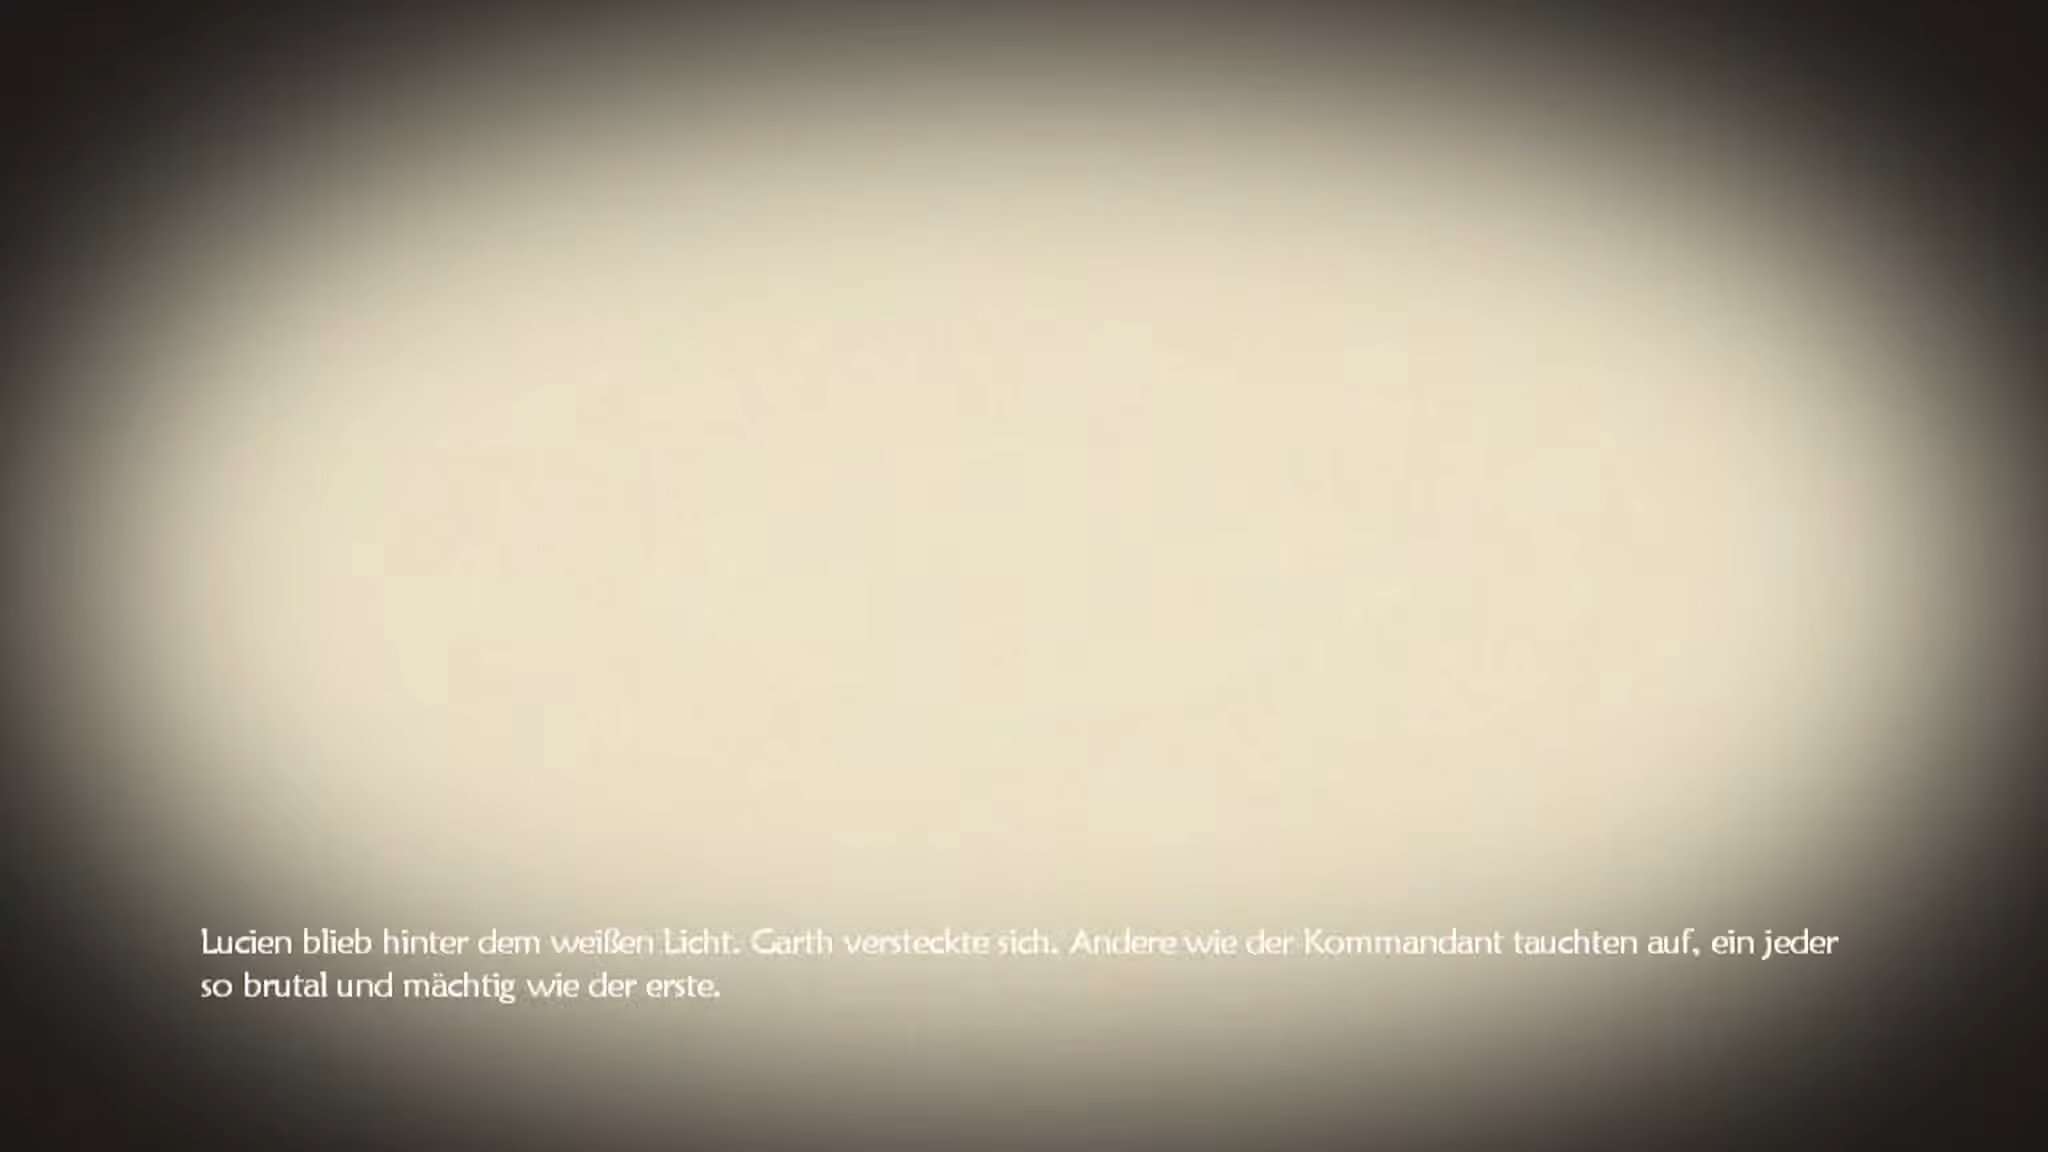 Lucien blieb hinter dem weißen Licht. Garth versteckte sich. Andere wie der Kommandant tauchten auf, ein jeder
so brutal und mächtig wie der erste.